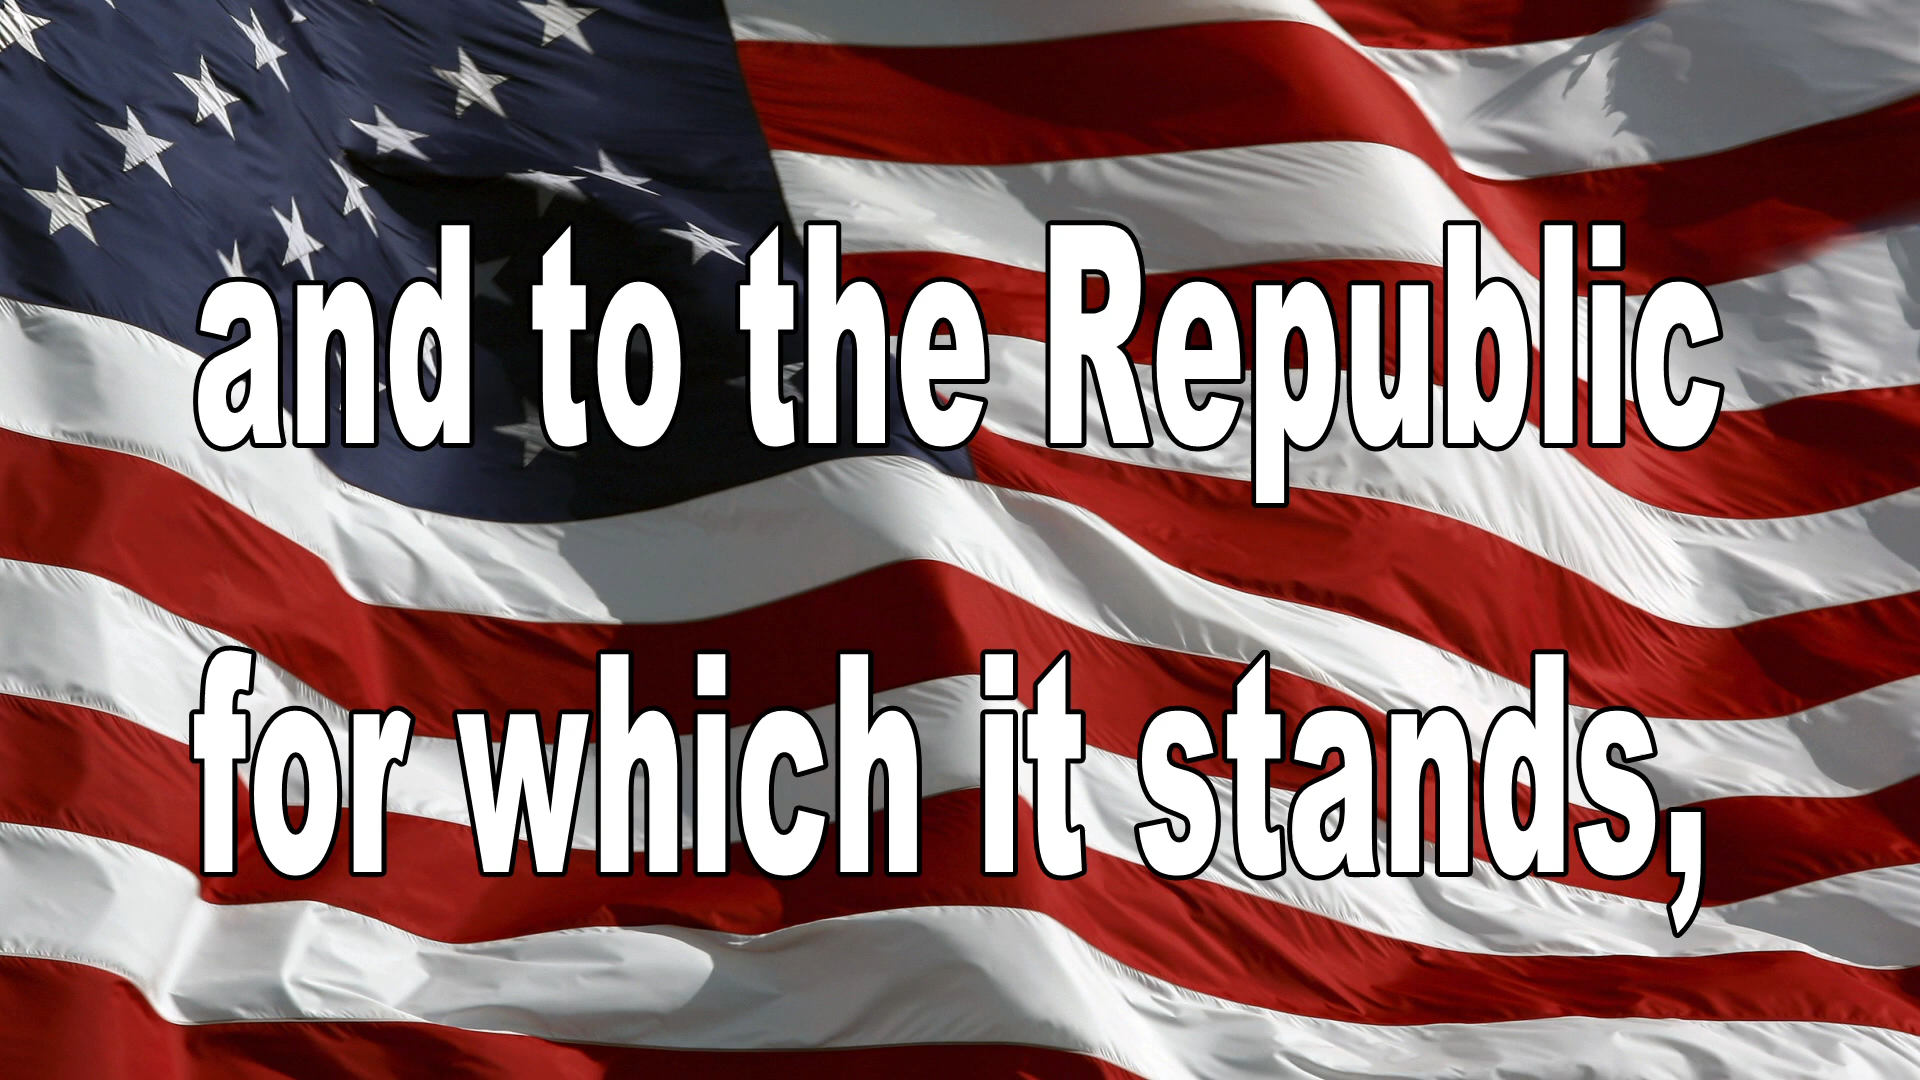 and to the Republic
for which it stands,